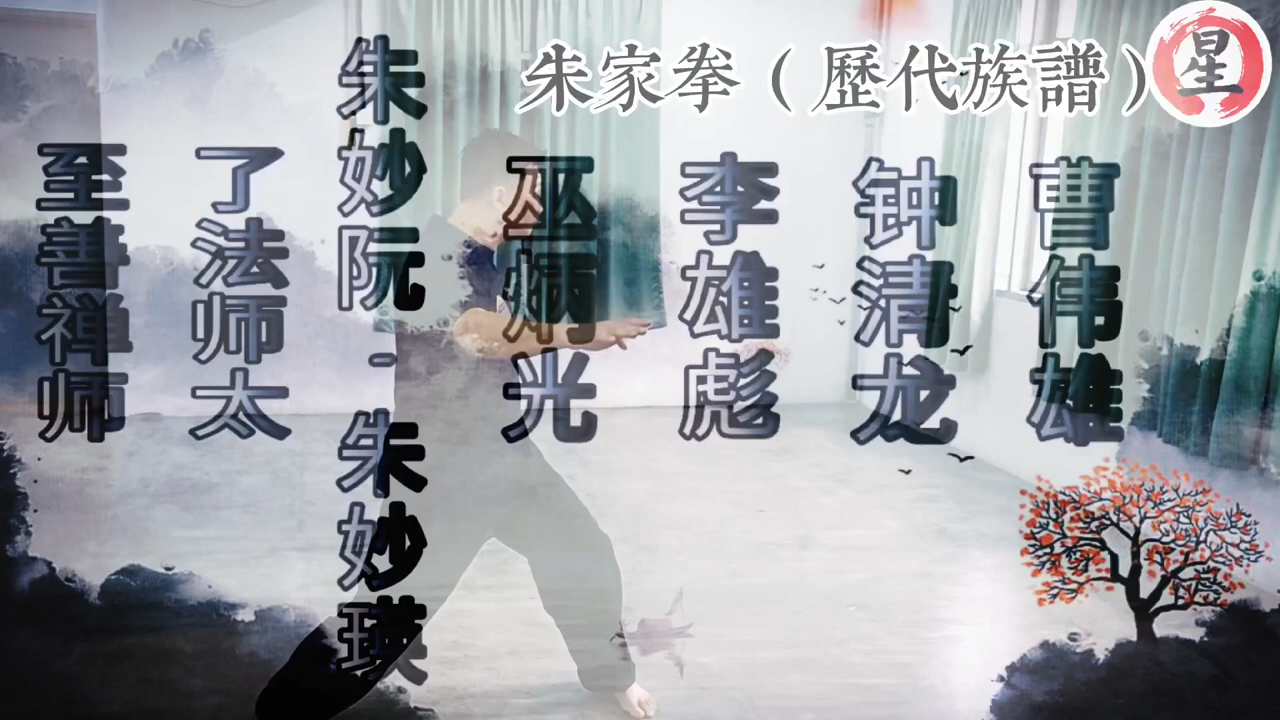 朱家拳（歷代族譜）
星
至善禅师
了法师太
朱妙阮-朱妙瑛
巫炳光
李雄彪
钟清龙
曹伟雄